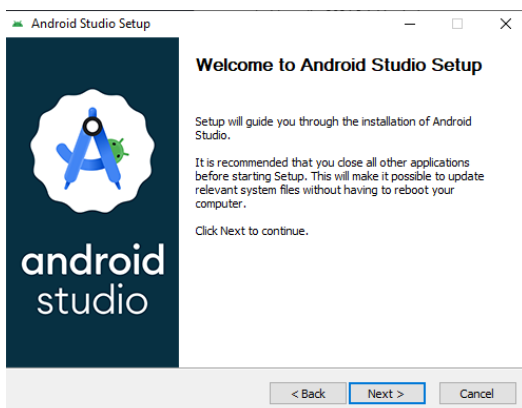 Android Studio Setup
Welcome to Android Studio Setup
Setup will guide you through the installation of Android
Studio.
It is recommended that you close all other applications
before starting Setup. This will make it possible to update
relevant system files without having to reboot your
computer.
Click Next to continue.
android
studio
< Back
Next >
Cancel